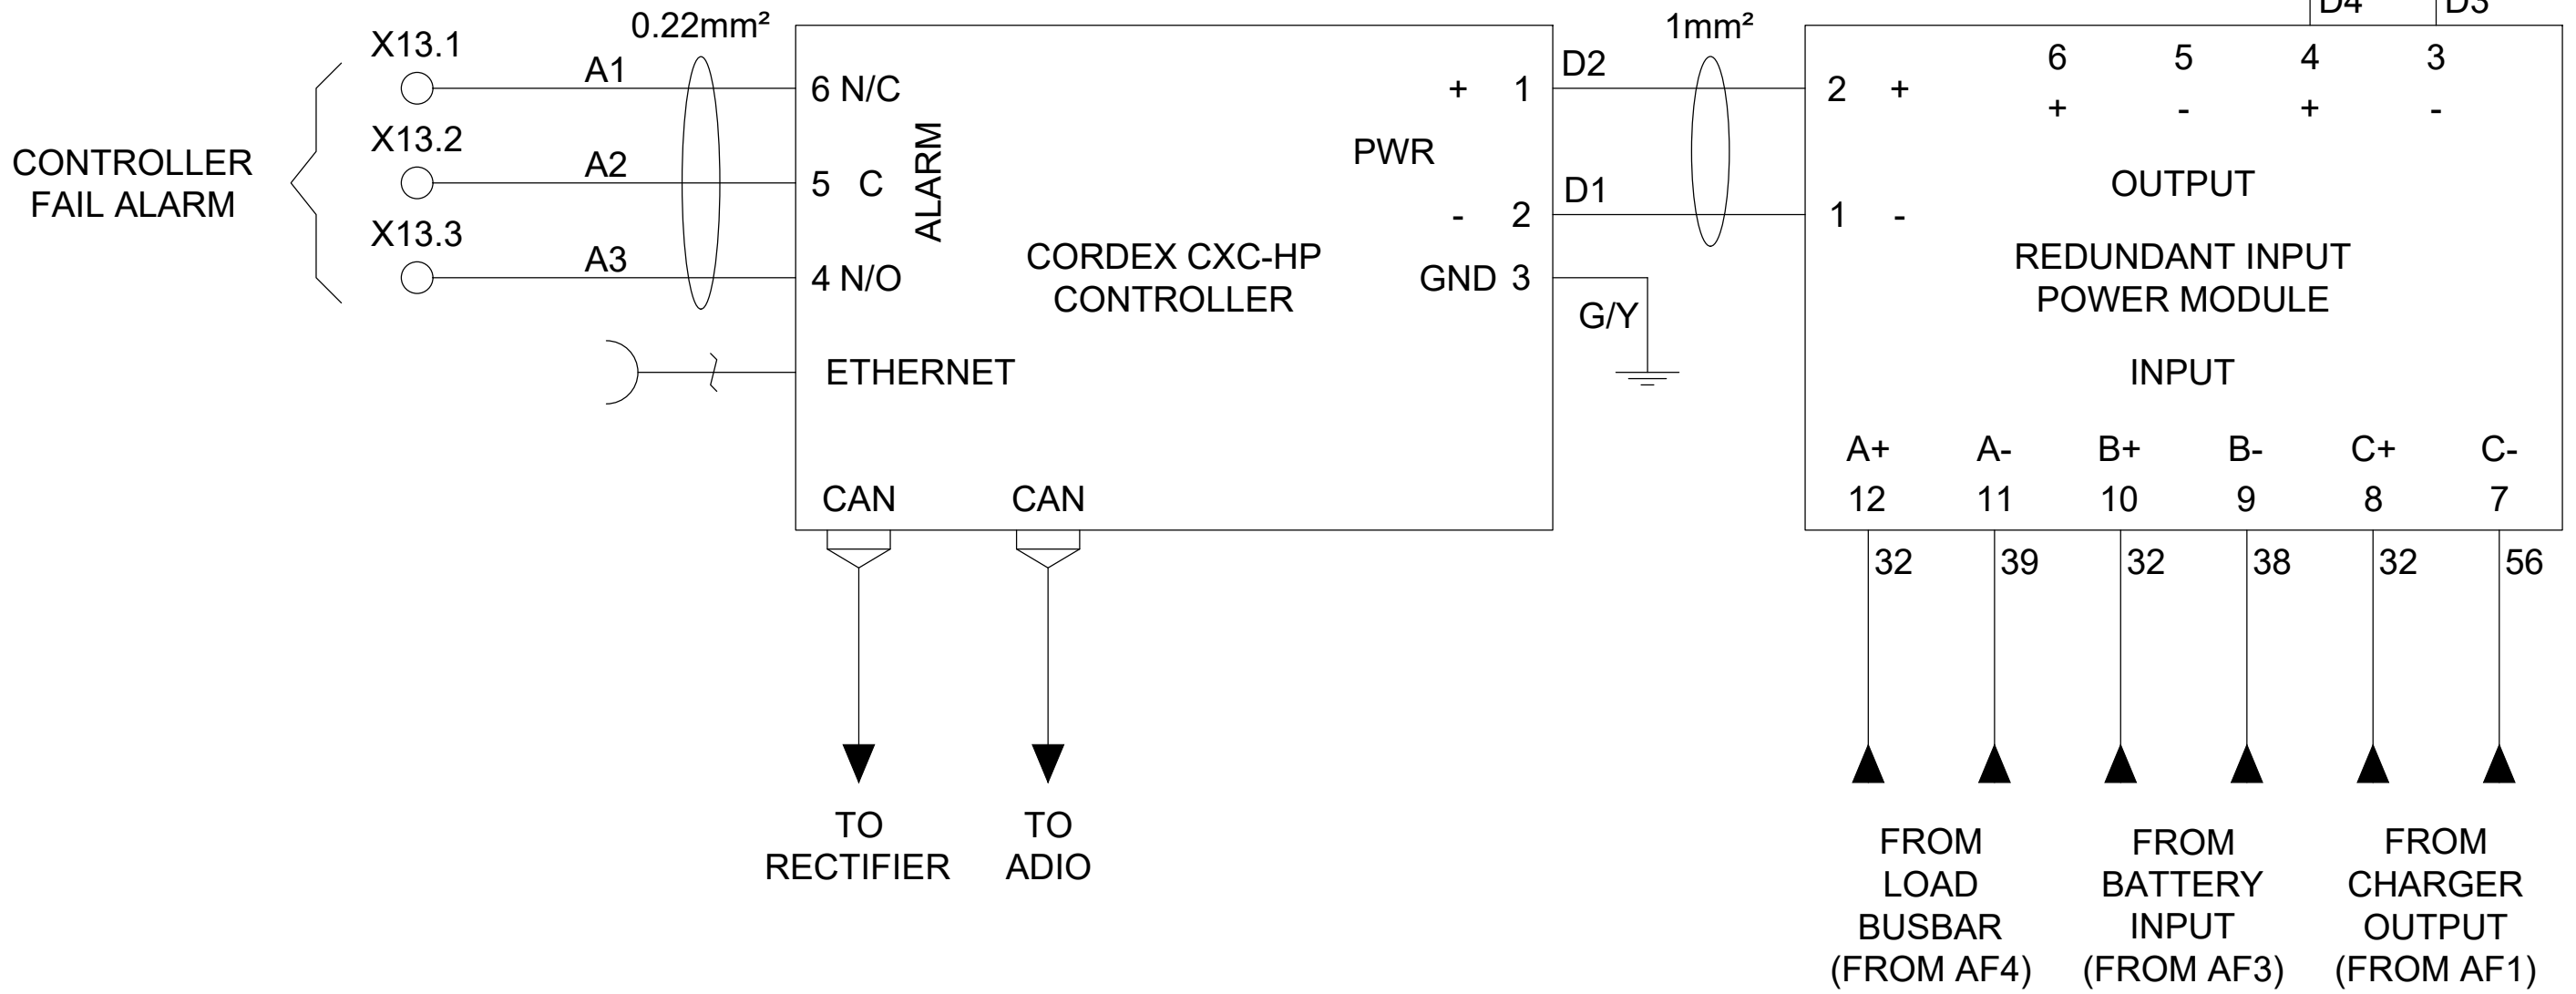 D4
D3
0.22mm²
1mm²
X13.1
A1
X13.2
A2
X13.3
A3
CONTROLLER
FAIL ALARM
6 N/C
5 C
4 N/O
ALARM
ETHERNET
CORDEX CXC-HP
CONTROLLER
+ 1
PWR
- 2
GND 3
D2
D1
G/Y
CAN
CAN
TO
RECTIFIER
TO
ADIO
2 +
1 -
6 5 4 3
+ - + -
OUTPUT
REDUNDANT INPUT
POWER MODULE
INPUT
A+ A- B+ B- C+ C-
12 11 10 9 8 7
32 39 32 38 32 56
FROM
LOAD
BUSBAR
(FROM AF4)
FROM
BATTERY
INPUT
(FROM AF3)
FROM
CHARGER
OUTPUT
(FROM AF1)